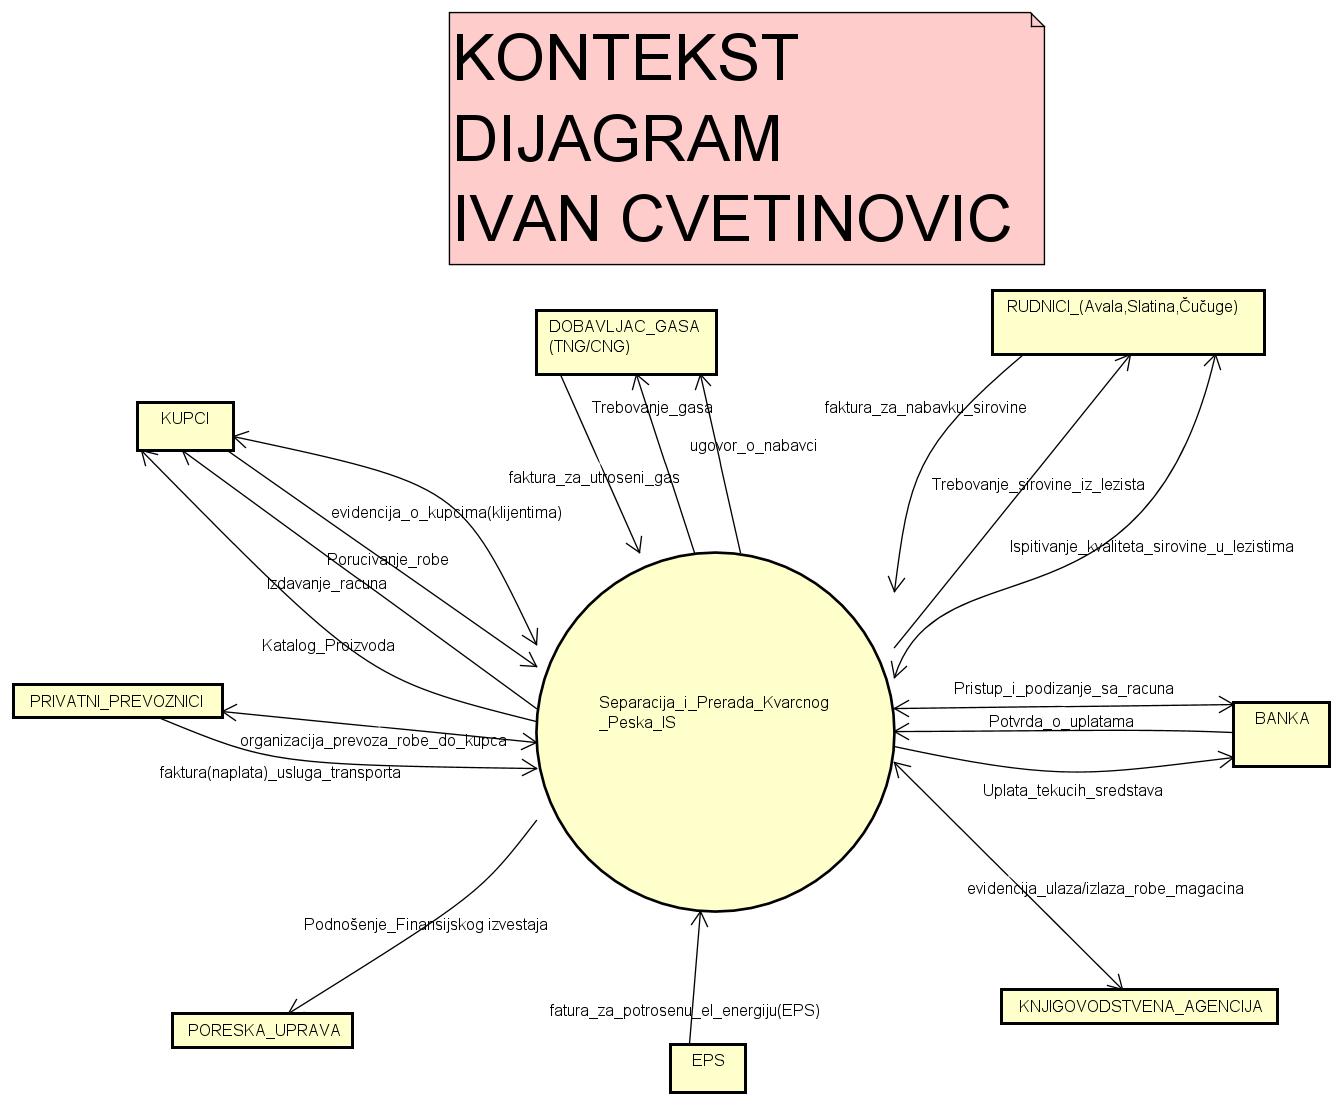 KONTEKST
DIJAGRAM
IVAN CVETINOVIC
RUDNICI_(Avala,Slatina,Čučuge)
DOBAVLJAC_GASA
(TNG/CNG)
KUPCI
Trebovanje_gasa
faktura_za_nabavku_sirovine
ugovor_o_nabavci
faktura_za_utroseni_gas
Trebovanje_sirovine_iz_lezista
evidencija_o_kupcima(klijentima)
Ispitivanje_kvaliteta_sirovine_u_lezistima
Porucivanje_robe
Izdavanje_racuna
Katalog_Proizvoda
PRIVATNI_PREVOZNICI
Separacija_i_Prerada_Kvarcnog
_Peska_IS
Pristup_i_podizanje_sa_racuna
BANKA
Potvrda_o_uplatama
organizacija_prevoza_robe_do_kupca
faktura(naplata)_usluga_transporta
Uplata_tekucih_sredstava
evidencija_ulaza/izlaza_robe_magacina
Podnošenje_Finansijskog izvestaja
KNJIGOVODSTVENA_AGENCIJA
fatura_za_potrosenu_el_energiju(EPS)
PORESKA_UPRAVA
EPS